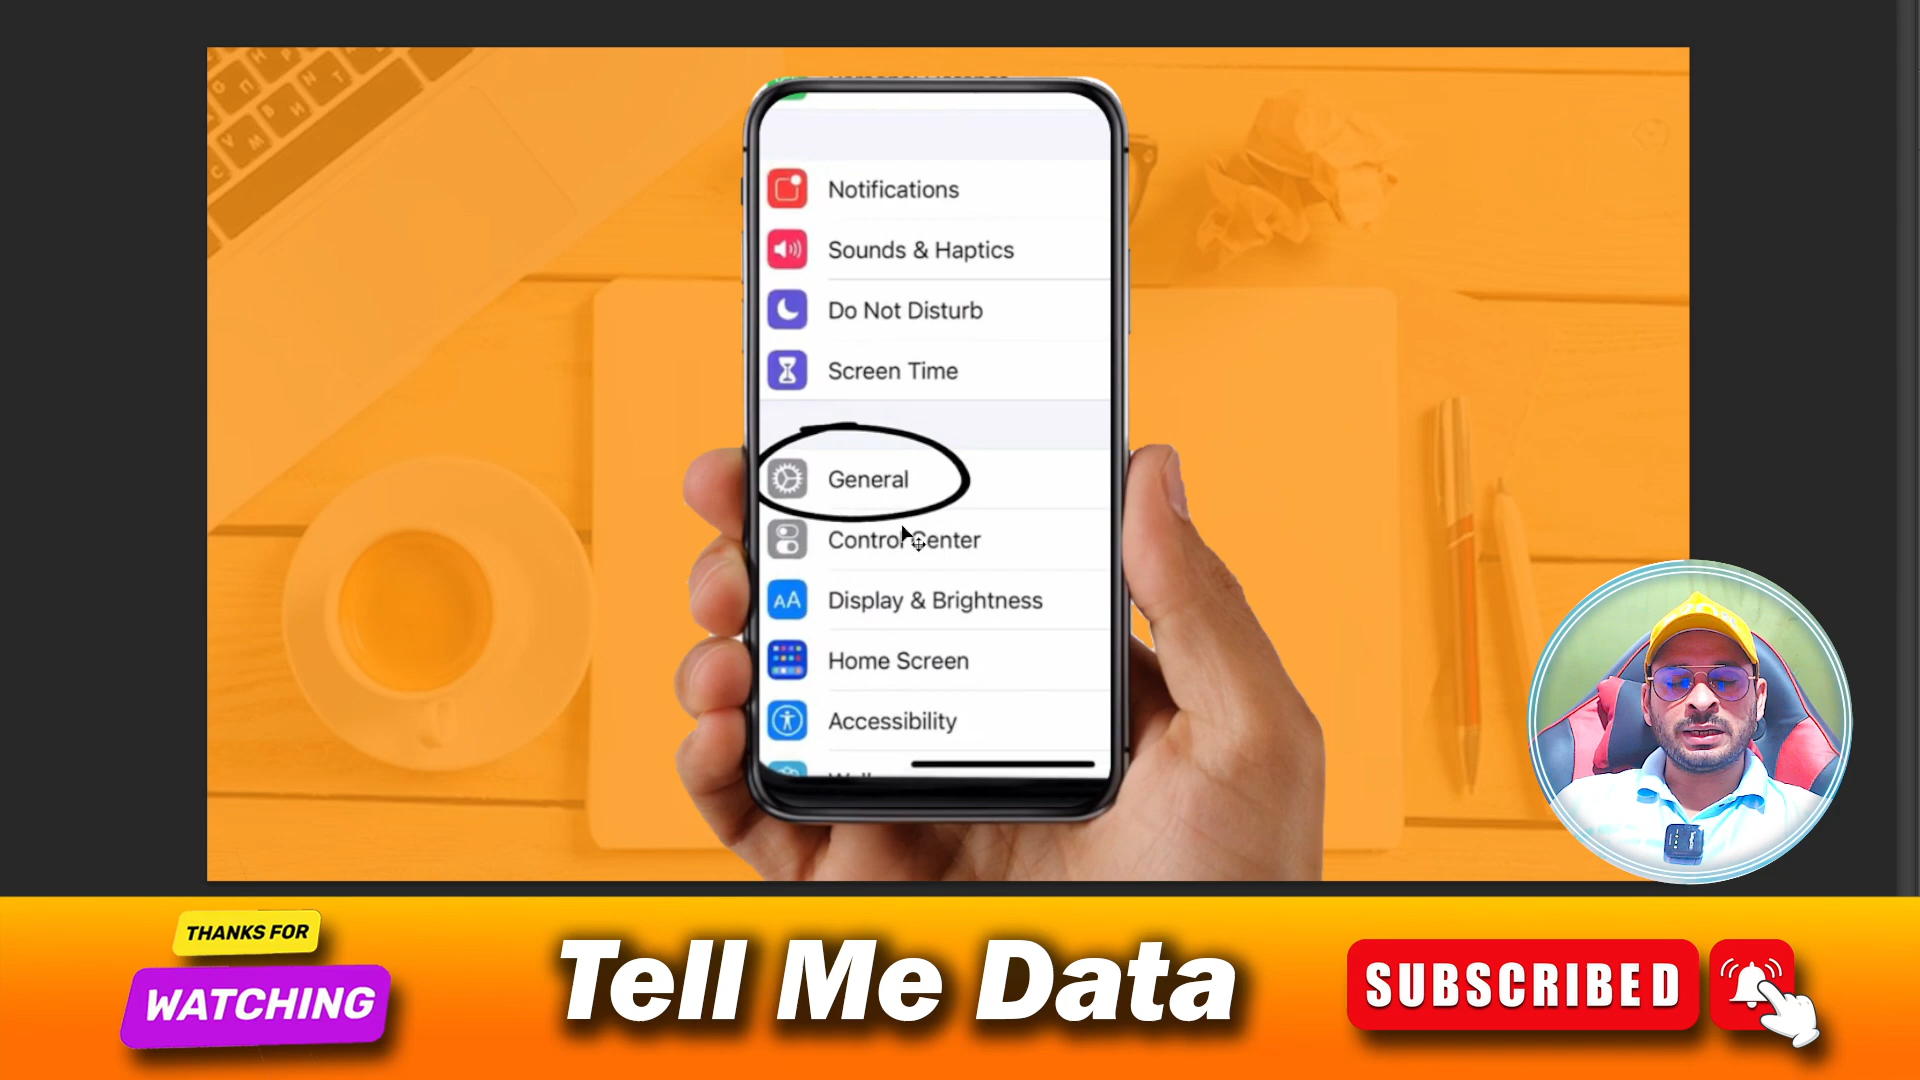 Notifications
Sounds & Haptics
Do Not Disturb
Screen Time
General
Control Center
Display & Brightness
Home Screen
Accessibility
THANKS FOR
WATCHING
Tell Me Data
SUBSCRIBED